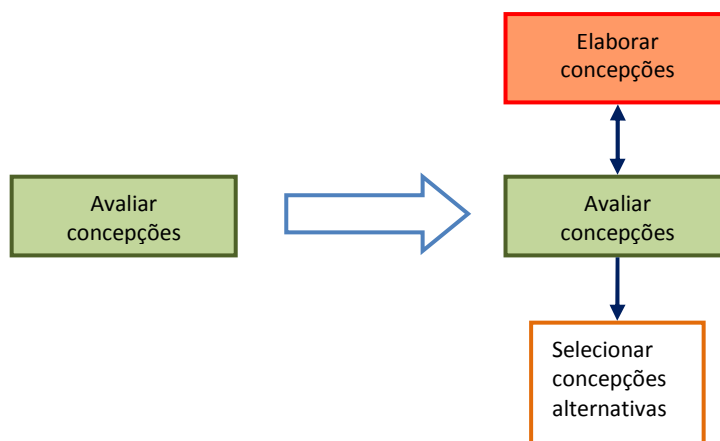 Elaborar
concepções
Avaliar
concepções
Avaliar
concepções
Selecionar
concepções
alternativas